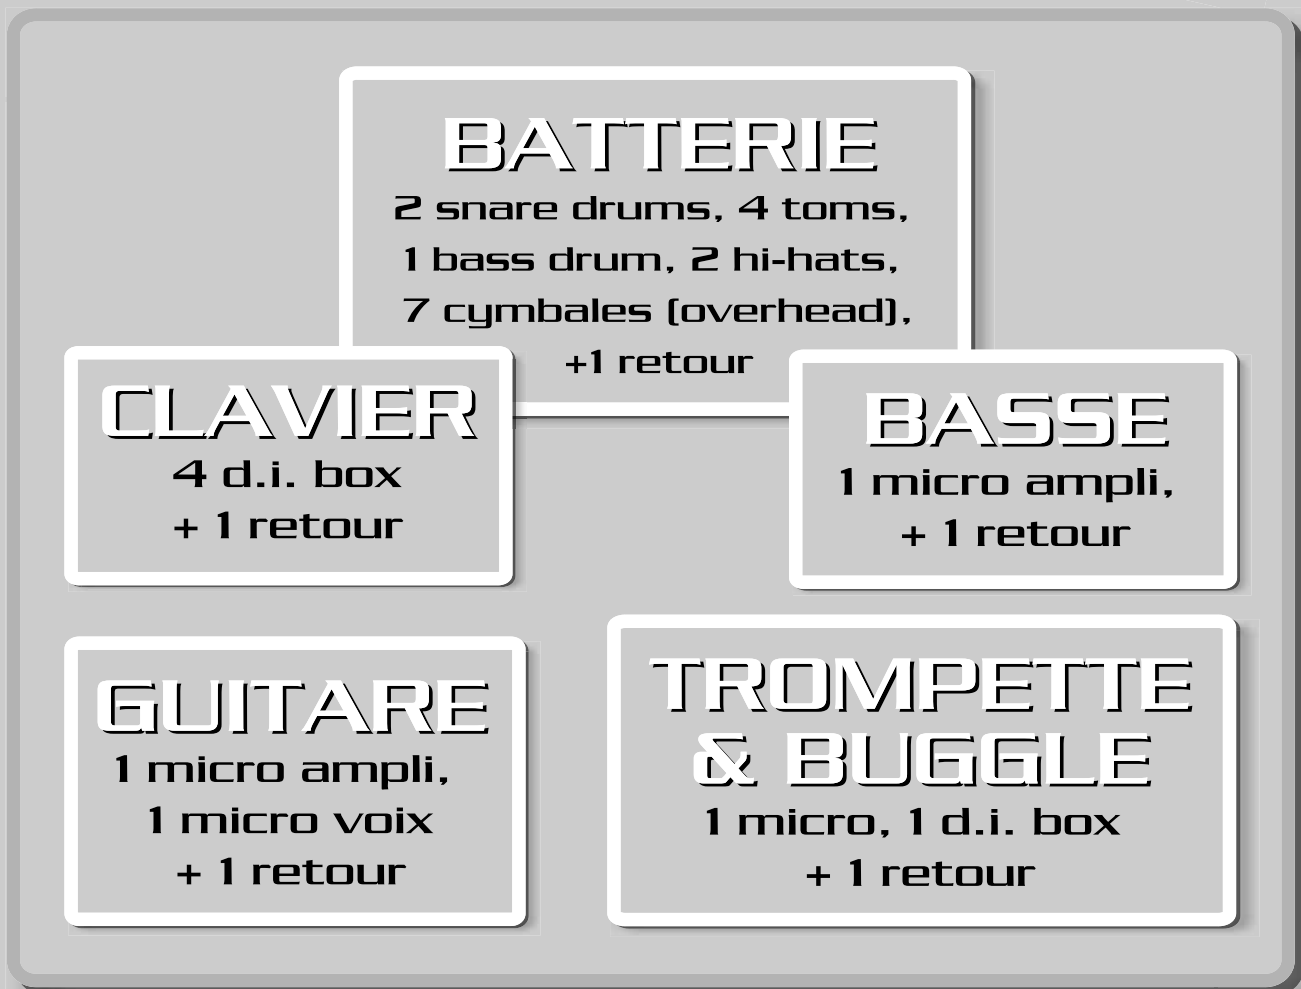 BATTERIE
2 snare drums, 4 toms,
1 bass drum, 2 hi-hats,
7 cymbales (overhead),
+1 retour
CLAVIER
4 d.i. box
+ 1 retour
BASSE
1 micro ampli,
+ 1 retour
GUITARE
1 micro ampli,
1 micro voix
+ 1 retour
TROMPETTE
& BUGGLE
1 micro, 1 d.i. box
+ 1 retour